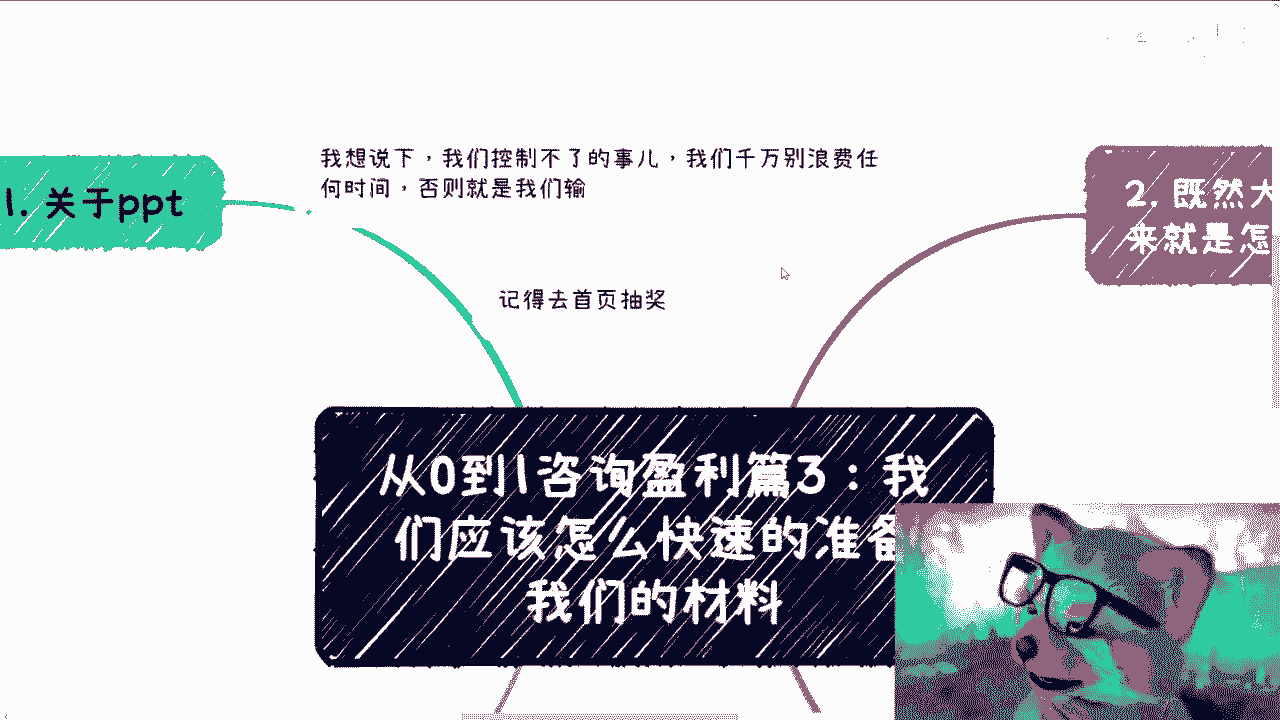 我想说下，我们控制不了的事儿，我们千万别浪费任
何时间，否则就是我们输
1. 关于ppt
2. 既然大
来就是怎
记得去首页抽奖
从0到1咨询盈利篇3：我
们应该怎么快速的准备
我们的材料